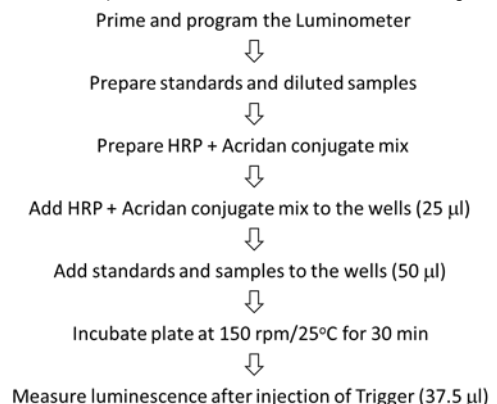 Prime and program the Luminometer
Prepare standards and diluted samples
Prepare HRP + Acridan conjugate mix
Add HRP + Acridan conjugate mix to the wells (25 µl)
Add standards and samples to the wells (50 µl)
Incubate plate at 150 rpm/25°C for 30 min
Measure luminescence after injection of Trigger (37.5 µl)